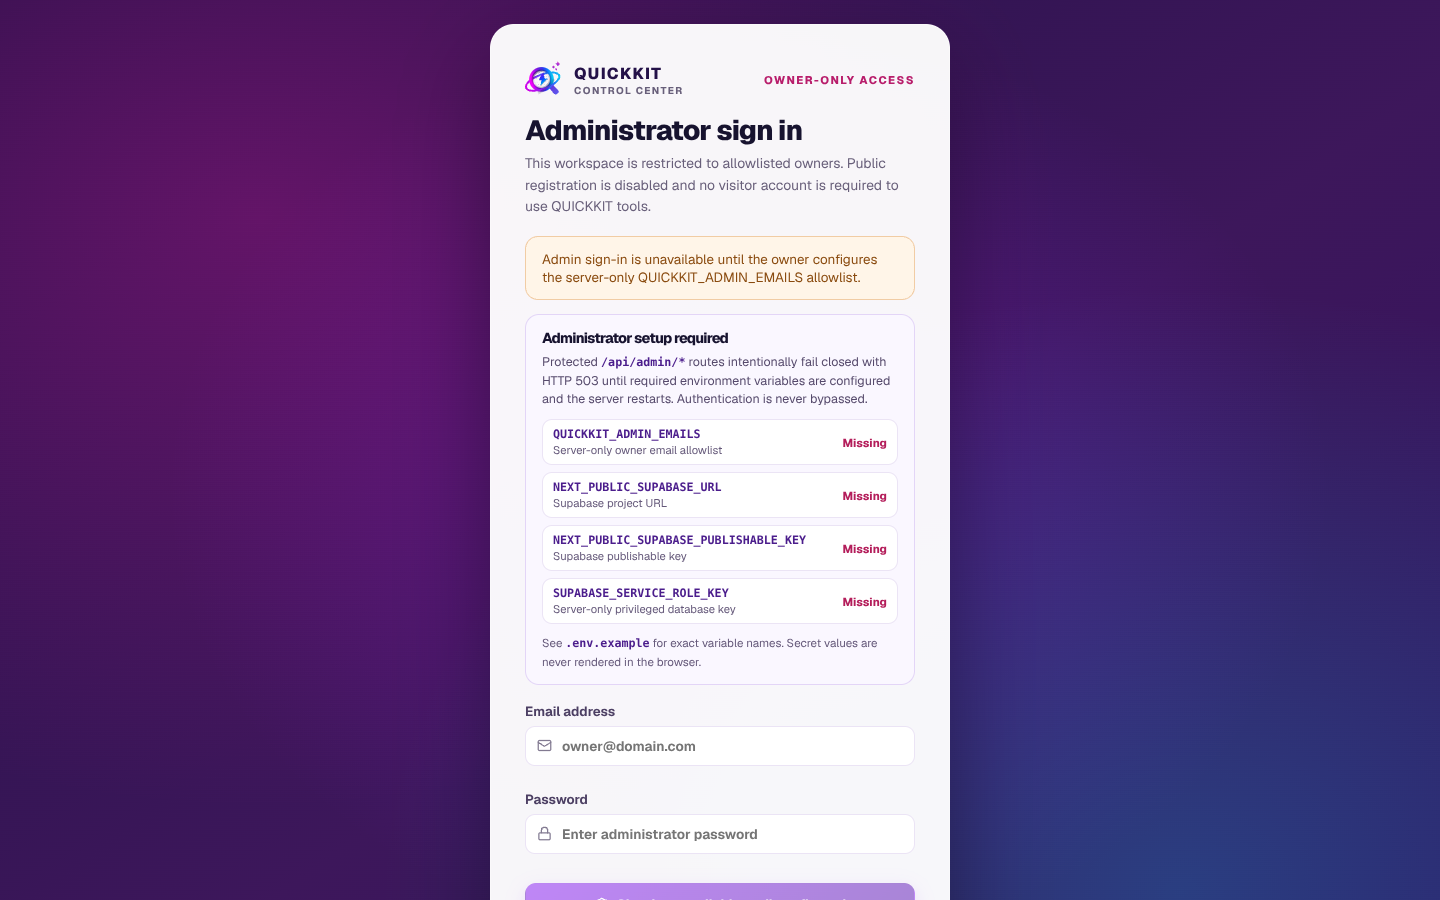 QUICKKIT
CONTROL CENTER
OWNER-ONLY ACCESS
Administrator sign in
This workspace is restricted to allowlisted owners. Public
registration is disabled and no visitor account is required to
use QUICKKIT tools.
Admin sign-in is unavailable until the owner configures
the server-only QUICKKIT_ADMIN_EMAILS allowlist.
Administrator setup required
Protected /api/admin/* routes intentionally fail closed with
HTTP 503 until required environment variables are configured
and the server restarts. Authentication is never bypassed.
QUICKKIT_ADMIN_EMAILS
Server-only owner email allowlist
Missing
NEXT_PUBLIC_SUPABASE_URL
Supabase project URL
Missing
NEXT_PUBLIC_SUPABASE_PUBLISHABLE_KEY
Supabase publishable key
Missing
SUPABASE_SERVICE_ROLE_KEY
Server-only privileged database key
Missing
See .env.example for exact variable names. Secret values are
never rendered in the browser.
Email address
owner@domain.com
Password
Enter administrator password